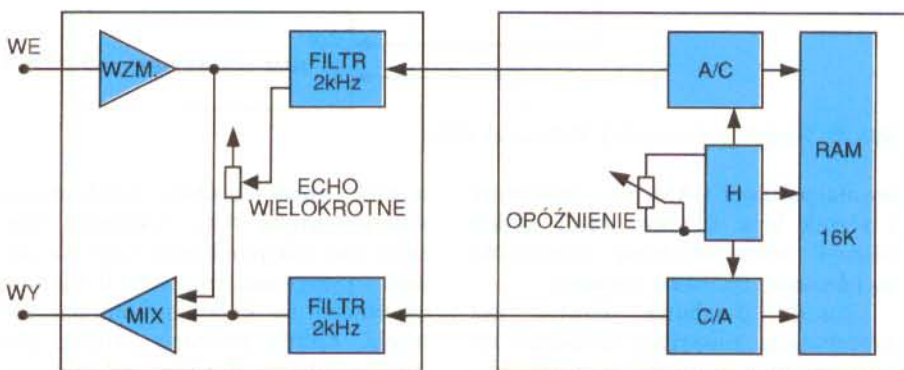 WE
WZM.
FILTR
2kHz
ECHO
WIELOKROTNE
WY
MIX
FILTR
2kHz
A/C
OPÓŹNIENIE
H
C/A
RAM
16K